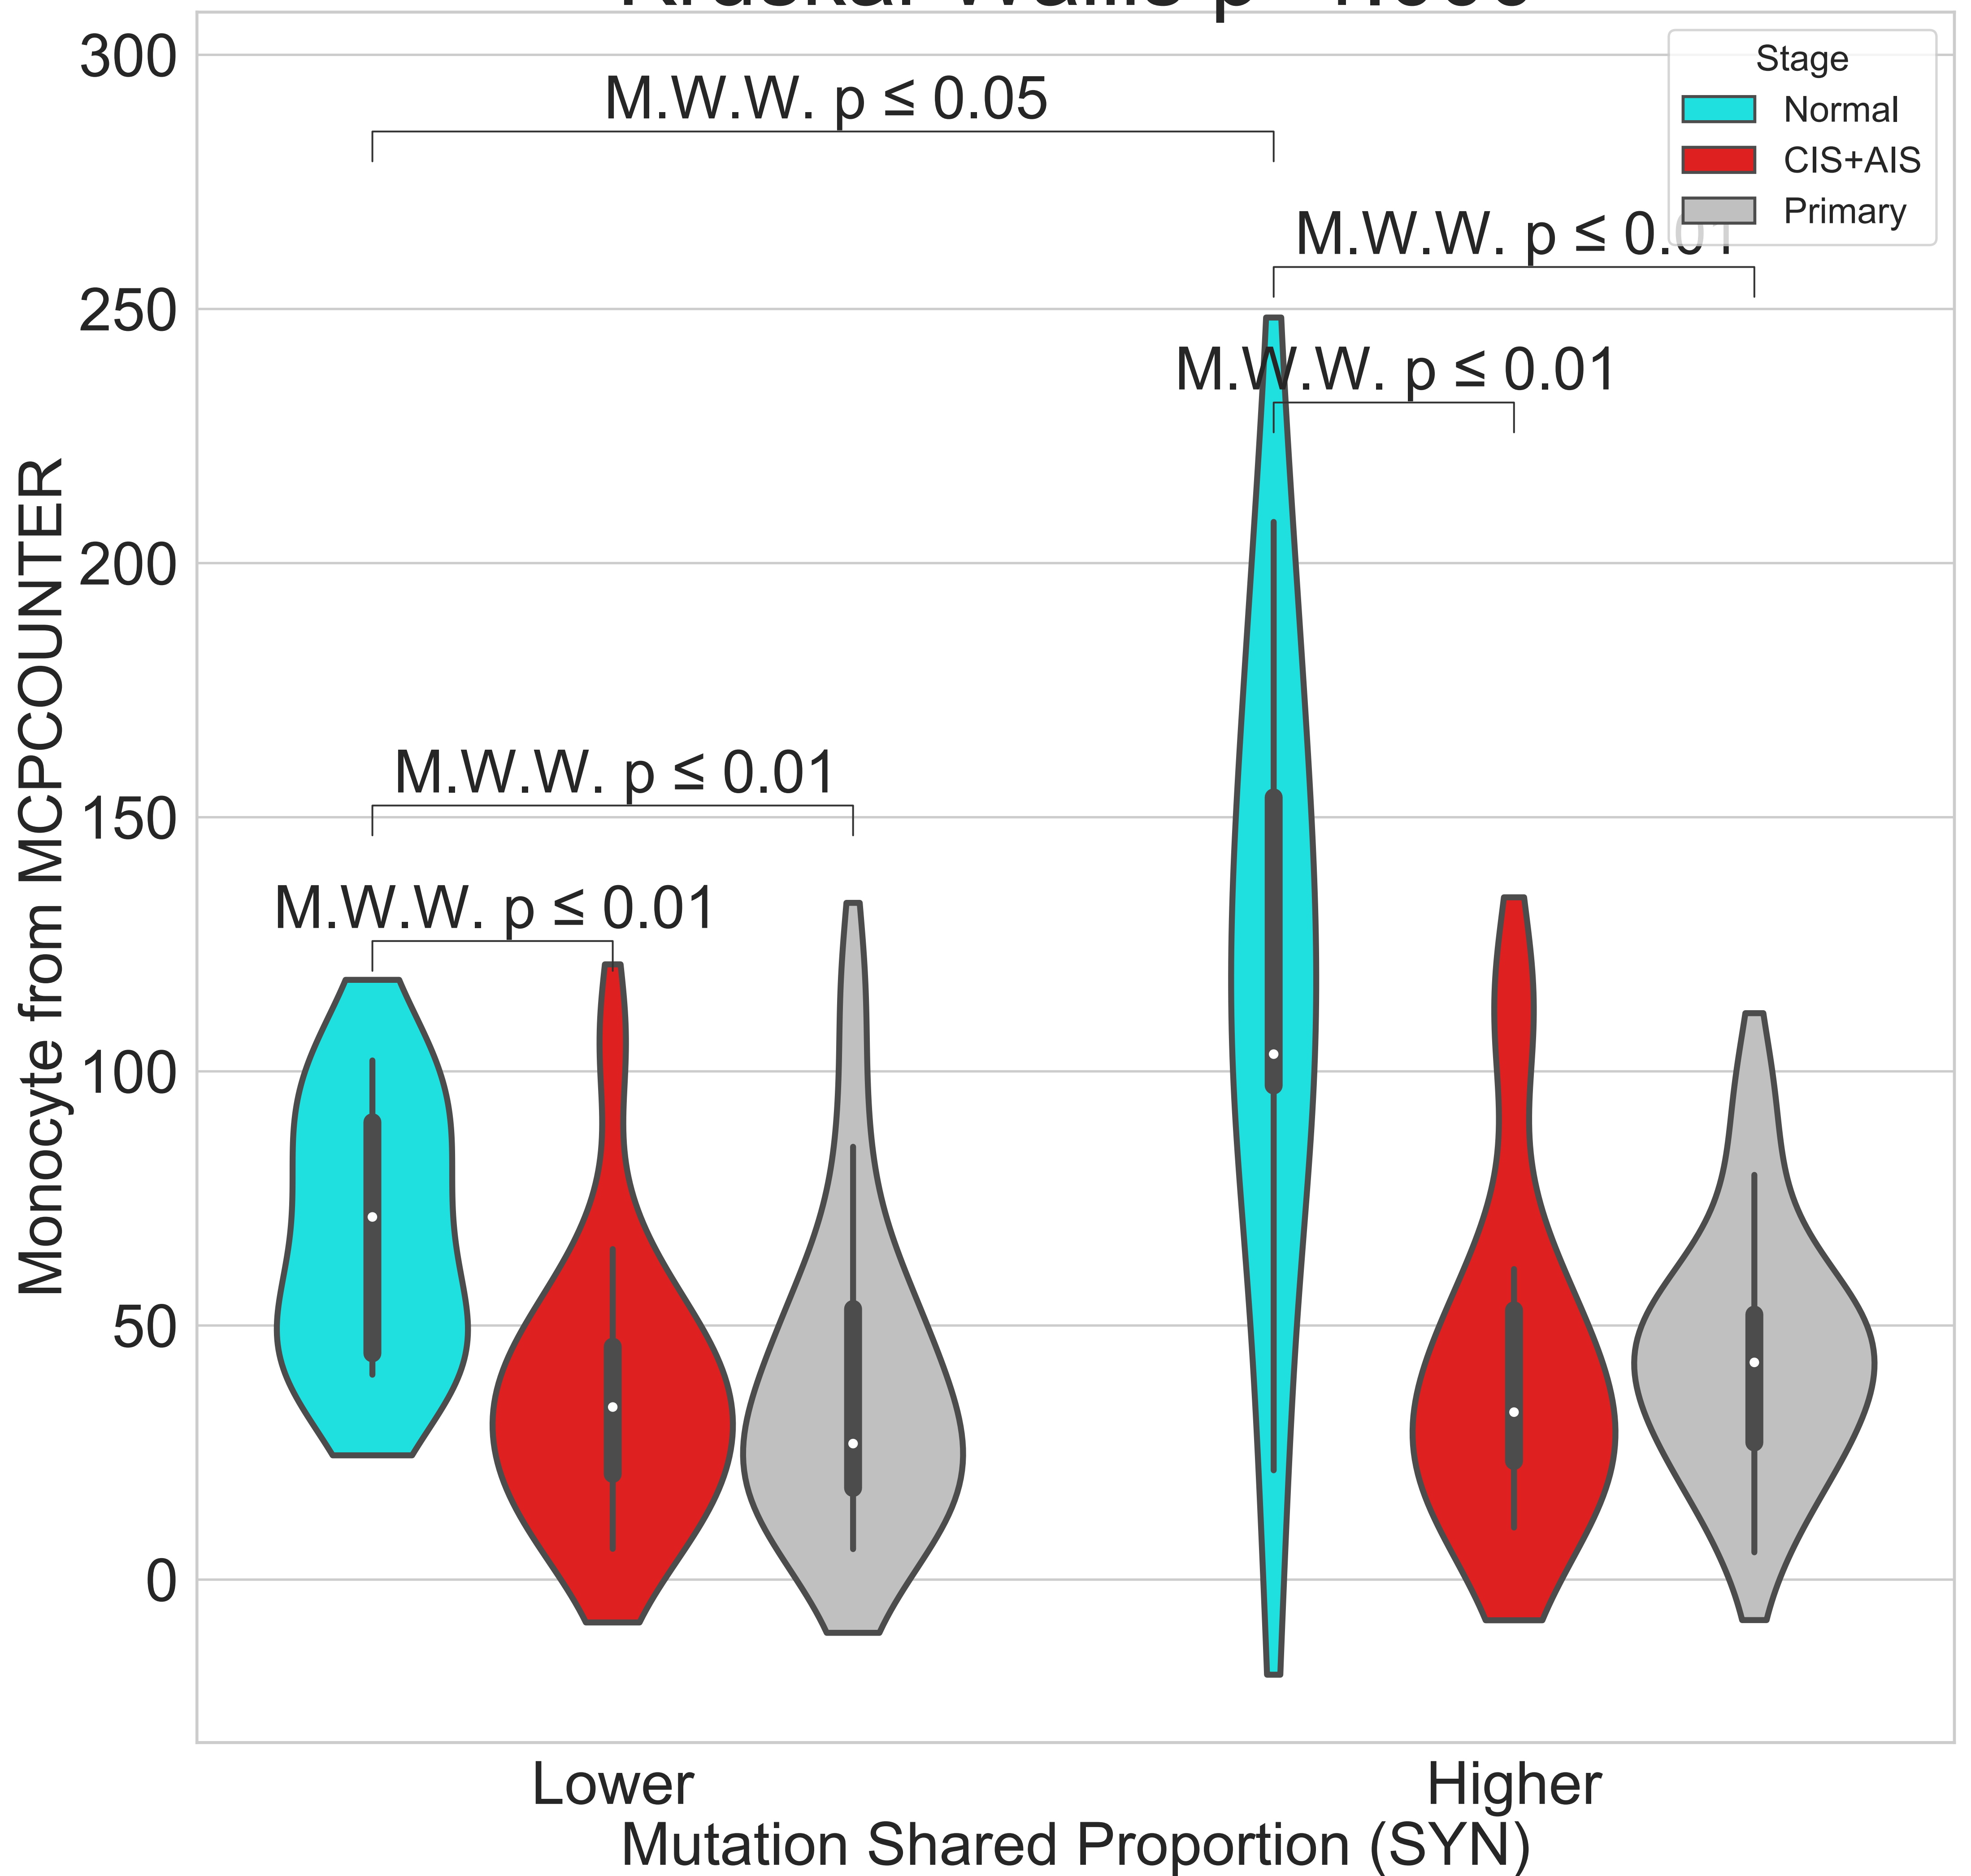 300
M.W.W. p ≤ 0.05
Stage
Normal
CIS+AIS
Primary
M.W.W. p ≤ 0.01
250
M.W.W. p ≤ 0.01
200
M.W.W. p ≤ 0.01
150
M.W.W. p ≤ 0.01
100
50
0
Monocyte from MCPCOUNTER
Lower
Higher
Mutation Shared Proportion (SYN)